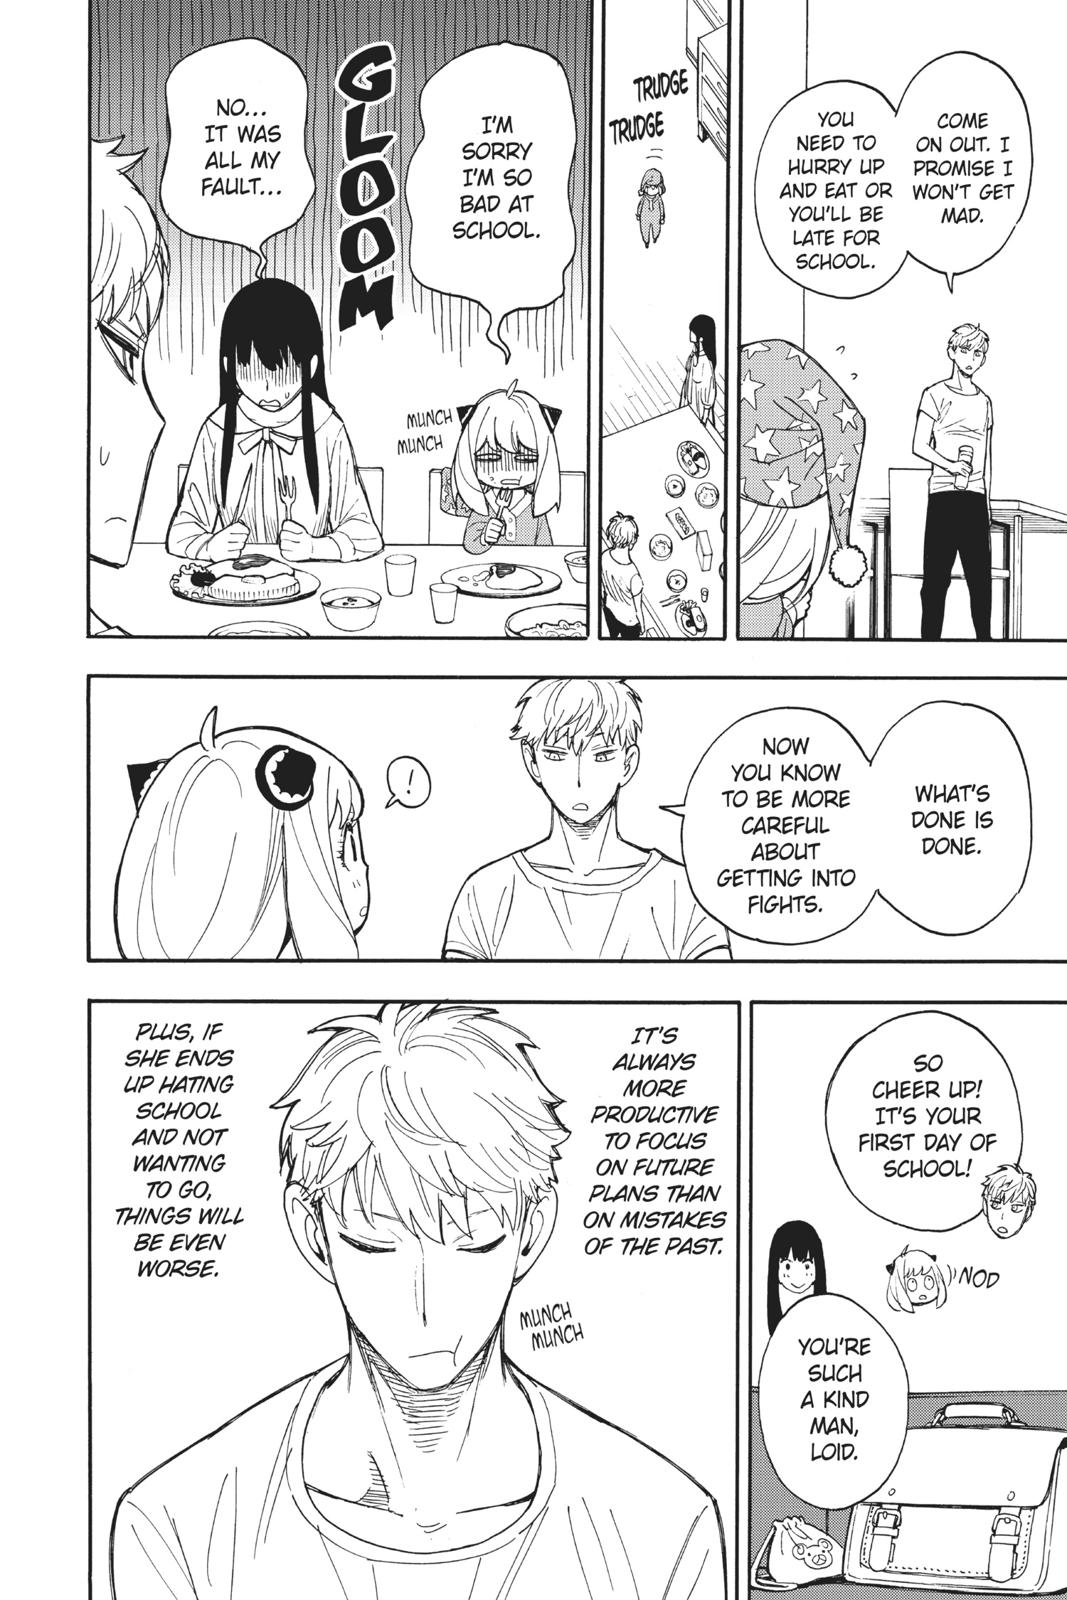 COME
ON OUT. I
PROMISE I
WON'T GET
MAD.
YOU
NEED TO
HURRY UP
AND EAT OR
YOU'LL BE
LATE FOR
SCHOOL.
TRUDGE
TRUDGE
I'M
SORRY
I'M SO
BAD AT
SCHOOL.
GLOOM
NO...
IT WAS
ALL MY
FAULT...
MUNCH
MUNCH
WHAT'S
DONE IS
DONE.
NOW
YOU KNOW
TO BE MORE
CAREFUL
ABOUT
GETTING INTO
FIGHTS.
!
SO
CHEER UP!
IT'S YOUR
FIRST DAY OF
SCHOOL!
NOD
YOU'RE
SUCH
A KIND
MAN,
LOID.
IT'S
ALWAYS
MORE
PRODUCTIVE
TO FOCUS
ON FUTURE
PLANS THAN
ON MISTAKES
OF THE PAST.
MUNCH
MUNCH
PLUS, IF
SHE ENDS
UP HATING
SCHOOL
AND NOT
WANTING
TO GO,
THINGS WILL
BE EVEN
WORSE.